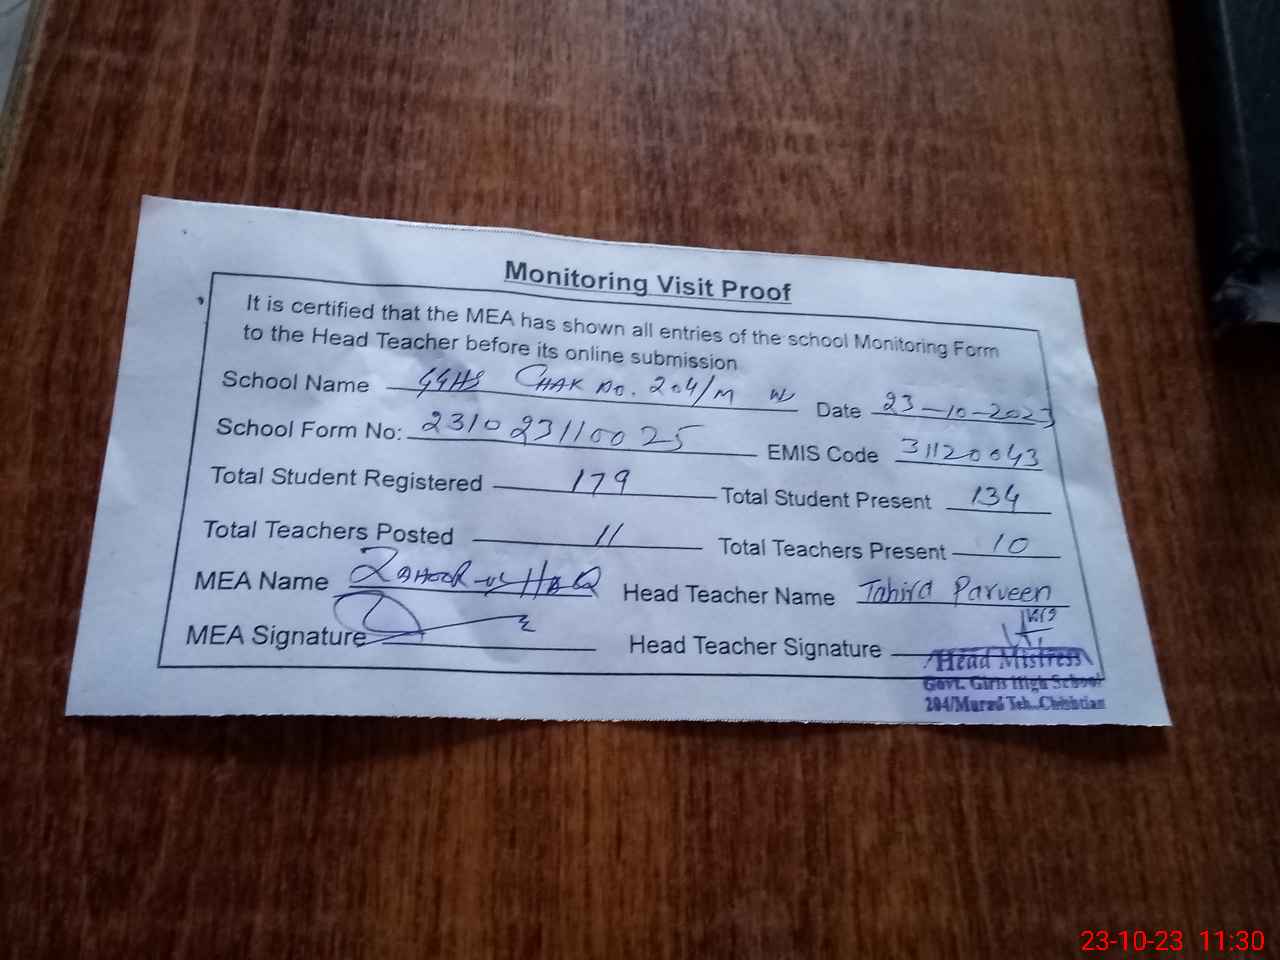 Monitoring Visit Proof
It is certified that the MEA has shown all entries of the school Monitoring Form
to the Head Teacher before its online submission
School Name GGHS CHAK No. 204/M W Date 23-10-2023
School Form No: 2310 23110025 EMIS Code 31120043
Total Student Registered 179 Total Student Present 134
Total Teachers Posted 11 Total Teachers Present 10
MEA Name ZAHOOR-UL-HAQ Head Teacher Name Tahira Parveen
MEA Signature Head Teacher Signature
Head Mistress
Govt. Girls High School
204/Murad Teh. Chishtian
23-10-23 11:30